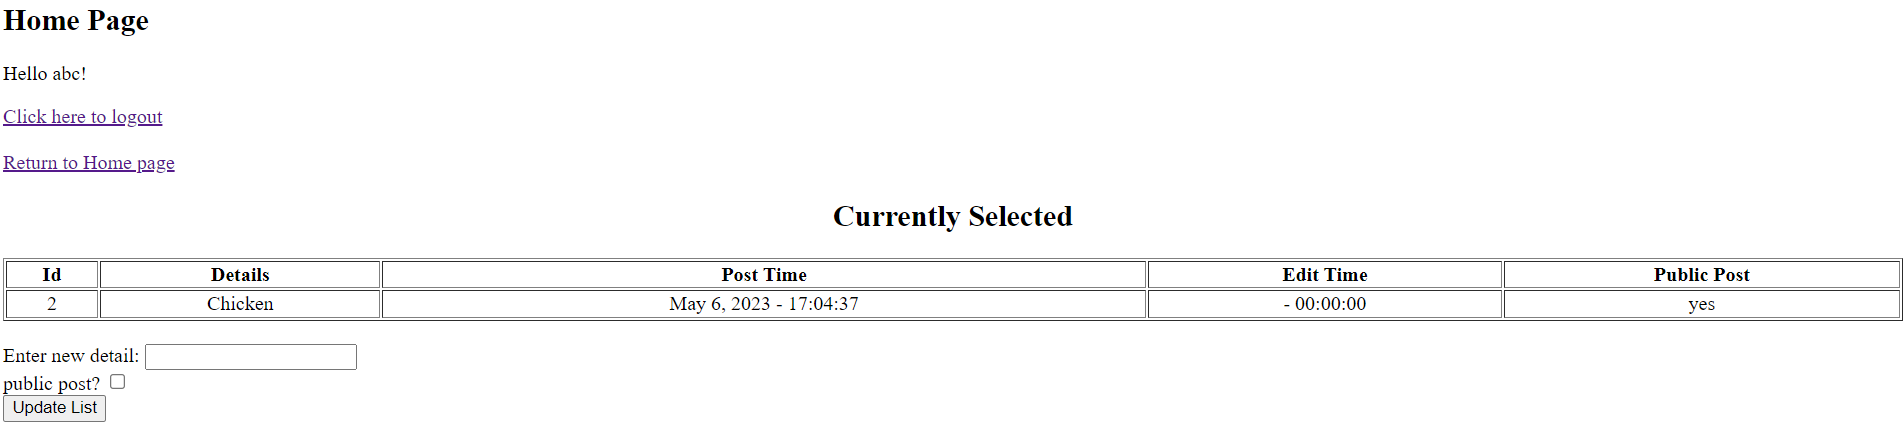 Home Page
Hello abc!
Click here to logout
Return to Home page
Currently Selected
Id Details Post Time Edit Time Public Post
2 Chicken May 6, 2023 - 17:04:37 - 00:00:00 yes
Enter new detail:
public post?
Update List